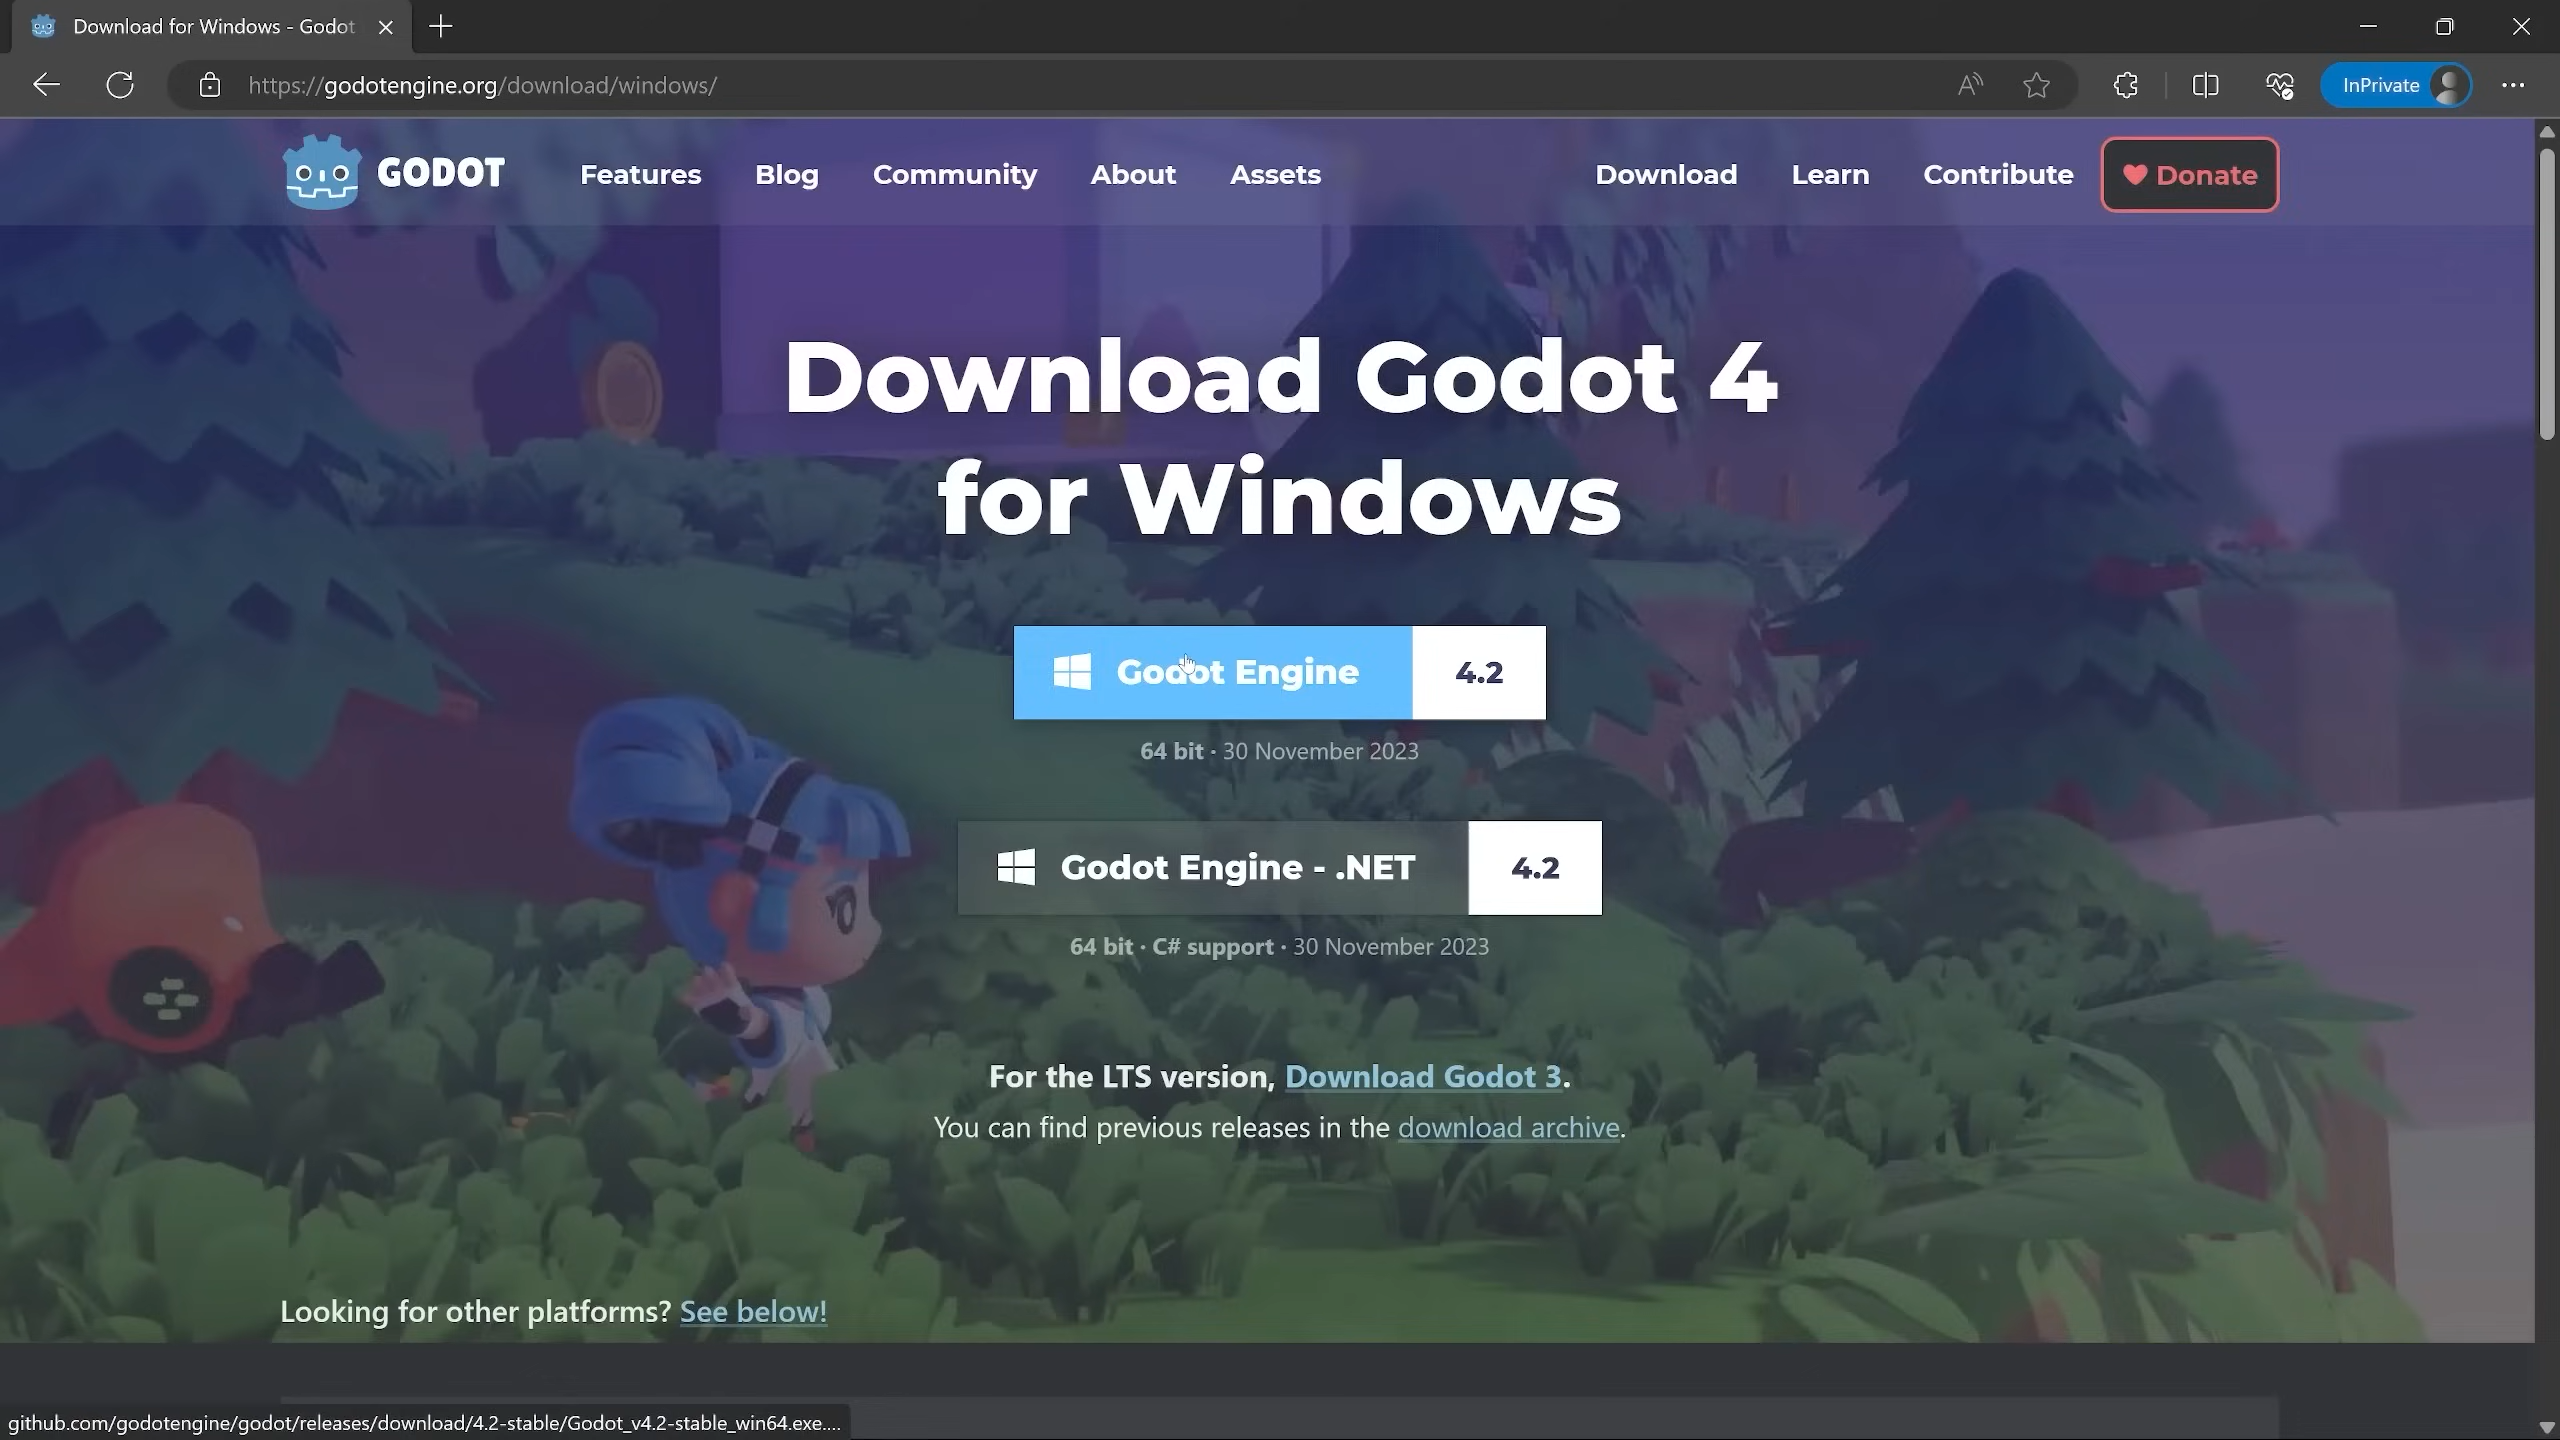 Download for Windows - Godot
https://godotengine.org/download/windows/
InPrivate
GODOT
Features
Blog
Community
About
Assets
Download
Learn
Contribute
Donate
Download Godot 4
for Windows
Godot Engine 4.2
64 bit · 30 November 2023
Godot Engine - .NET 4.2
64 bit · C# support · 30 November 2023
For the LTS version, Download Godot 3.
You can find previous releases in the download archive.
Looking for other platforms? See below!
github.com/godotengine/godot/releases/download/4.2-stable/Godot_v4.2-stable_win64.exe....